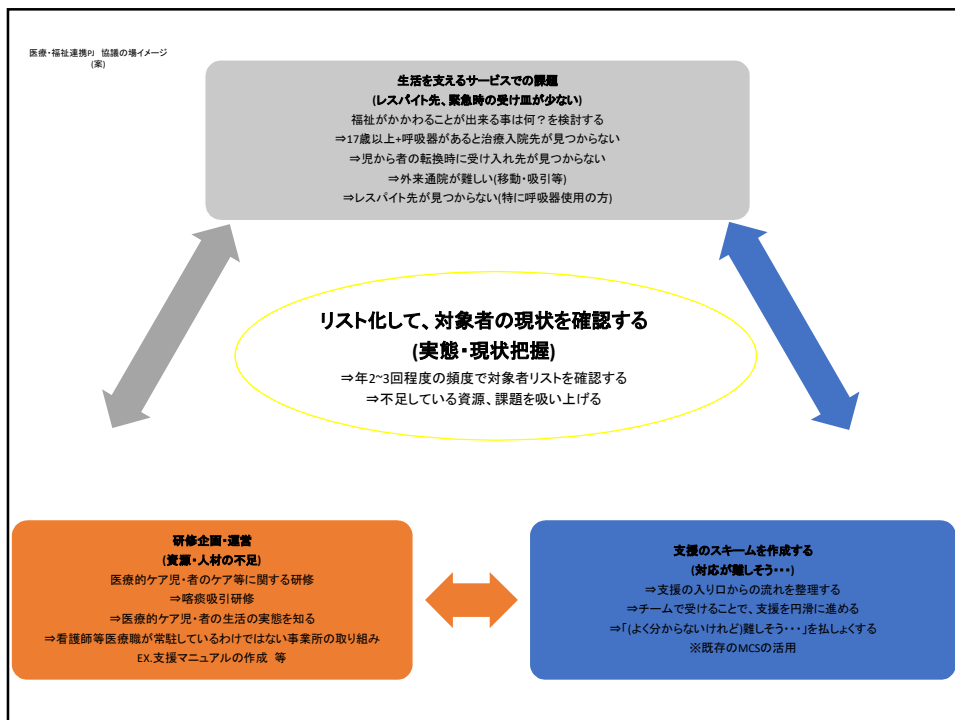 医療・福祉連携PJ 協議の場イメージ
(案)
生活を支えるサービスでの課題
(レスパイト先、緊急時の受け皿が少ない)
福祉がかかわることが出来る事は何？を検討する
⇒17歳以上+呼吸器があると治療入院先が見つからない
⇒児から者の転換時に受け入れ先が見つからない
⇒外来通院が難しい(移動・吸引等)
⇒レスパイト先が見つからない(特に呼吸器使用の方)
リスト化して、対象者の現状を確認する
(実態・現状把握)
⇒年2~3回程度の頻度で対象者リストを確認する
⇒不足している資源、課題を吸い上げる
研修企画・運営
(資源・人材の不足)
医療的ケア児・者のケア等に関する研修
⇒喀痰吸引研修
⇒医療的ケア児・者の生活の実態を知る
⇒看護師等医療職が常駐しているわけではない事業所の取り組み
EX.支援マニュアルの作成 等
支援のスキームを作成する
(対応が難しそう・・・)
⇒支援の入り口からの流れを整理する
⇒チームで受けることで、支援を円滑に進める
⇒「(よく分からないけれど)難しそう・・・」を払しょくする
※既存のMCSの活用